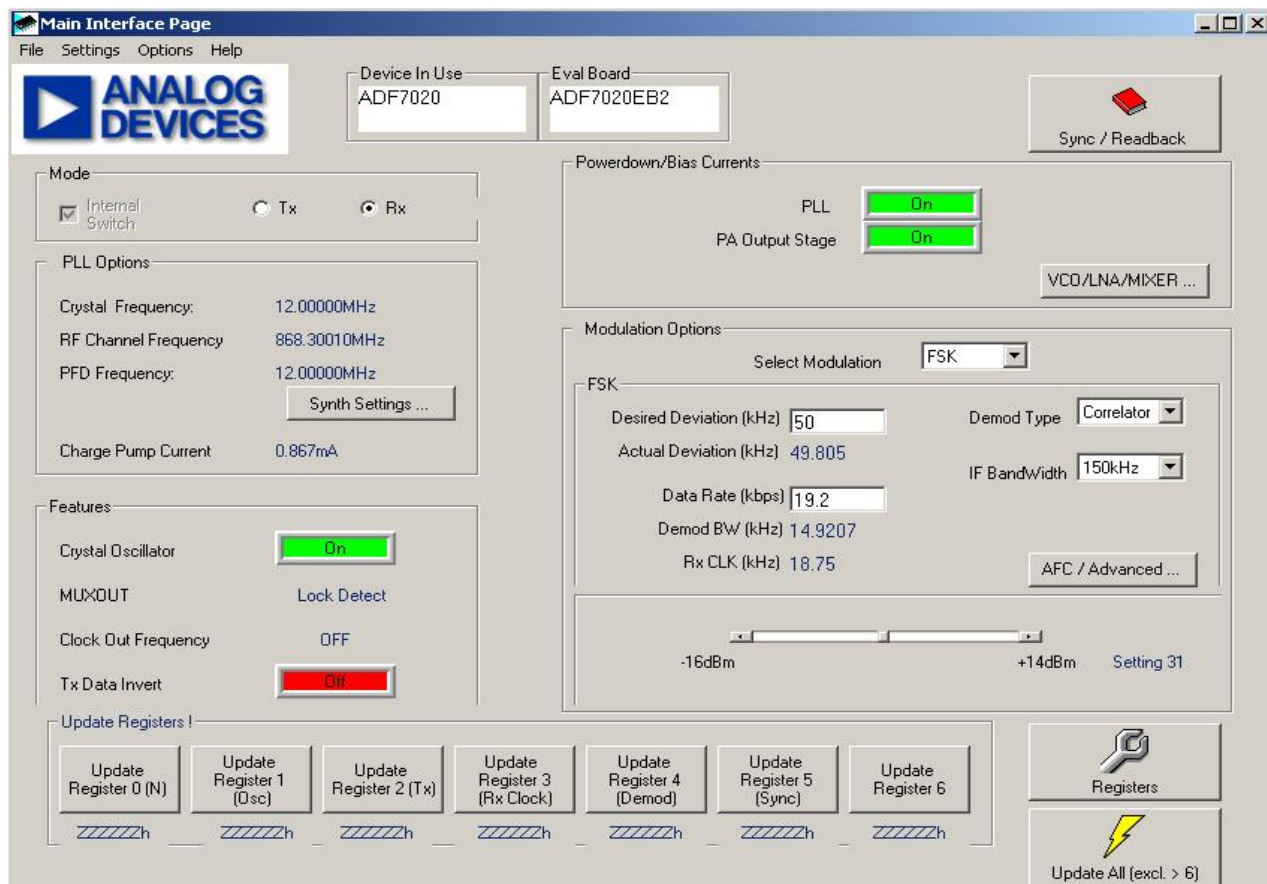 Main Interface Page
File Settings Options Help
ANALOG
DEVICES
Device In Use
ADF7020
Eval Board
ADF7020EB2
Sync / Readback
Mode
Internal
Switch
Tx
Rx
PLL Options
Crystal Frequency: 12.00000MHz
RF Channel Frequency 868.30010MHz
PFD Frequency: 12.00000MHz
Synth Settings ...
Charge Pump Current 0.867mA
Powerdown/Bias Currents
PLL On
PA Output Stage On
VCO/LNA/MIXER ...
Modulation Options
Select Modulation FSK
FSK
Desired Deviation (kHz) 50
Actual Deviation (kHz) 49.805
Data Rate (kbps) 19.2
Demod BW (kHz) 14.9207
Rx CLK (kHz) 18.75
Demod Type Correlator
IF BandWidth 150kHz
AFC / Advanced ...
-16dBm +14dBm Setting 31
Features
Crystal Oscillator On
MUXOUT Lock Detect
Clock Out Frequency OFF
Tx Data Invert Off
Update Registers !
Update
Register 0 (N)
Update
Register 1
(Osc)
Update
Register 2 (Tx)
Update
Register 3
(Rx Clock)
Update
Register 4
(Demod)
Update
Register 5
(Sync)
Update
Register 6
ZZZZZZh ZZZZZZh ZZZZZZh ZZZZZZh ZZZZZZh ZZZZZZh ZZZZZZh
Registers
Update All (excl. > 6)